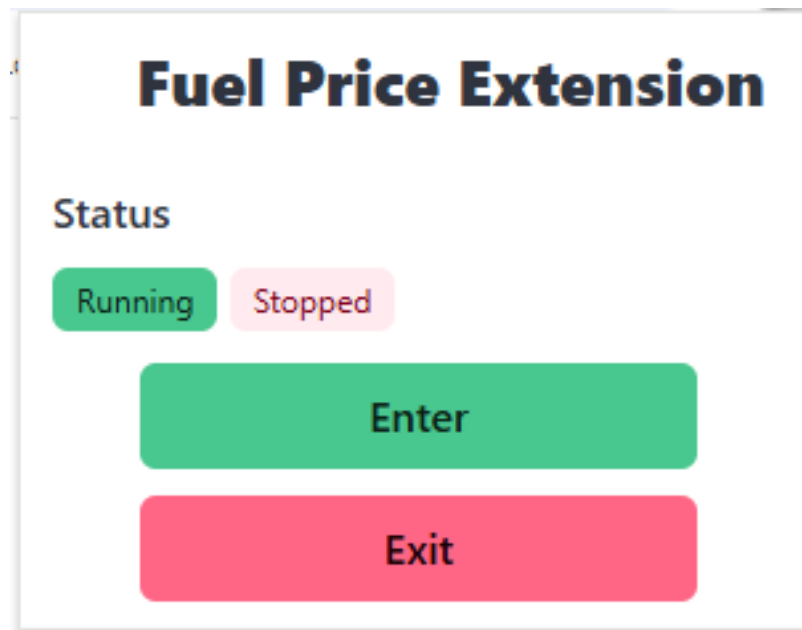 Fuel Price Extension
Status
Running Stopped
Enter
Exit